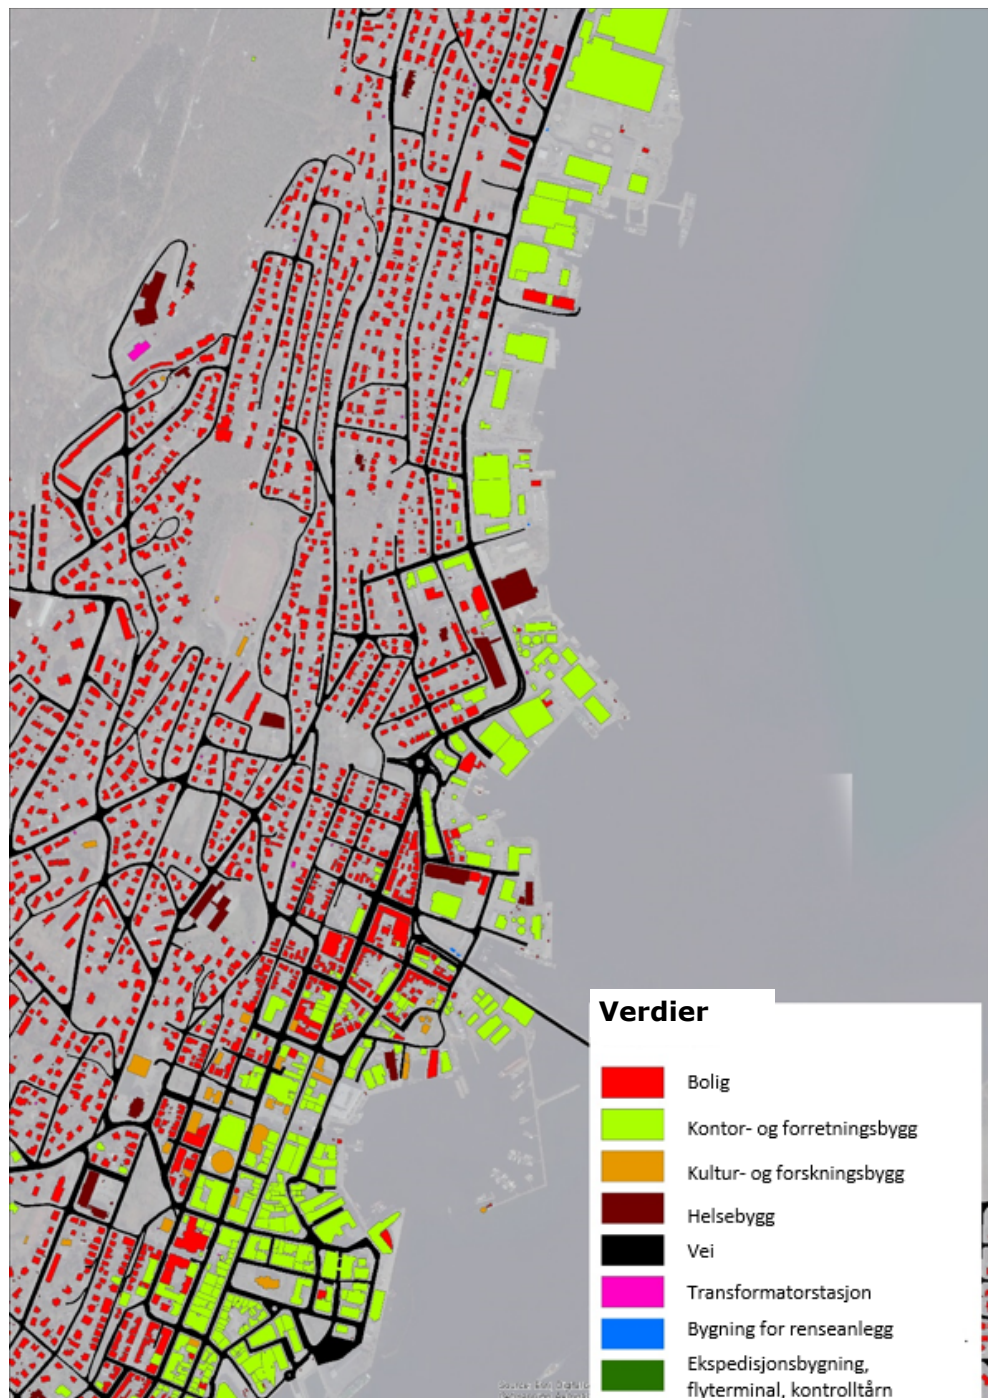 Verdier
Bolig
Kontor- og forretningsbygg
Kultur- og forskningsbygg
Helsebygg
Vei
Transformatorstasjon
Bygning for renseanlegg
Ekspedisjonsbygning,
flyterminal, kontrolltårn